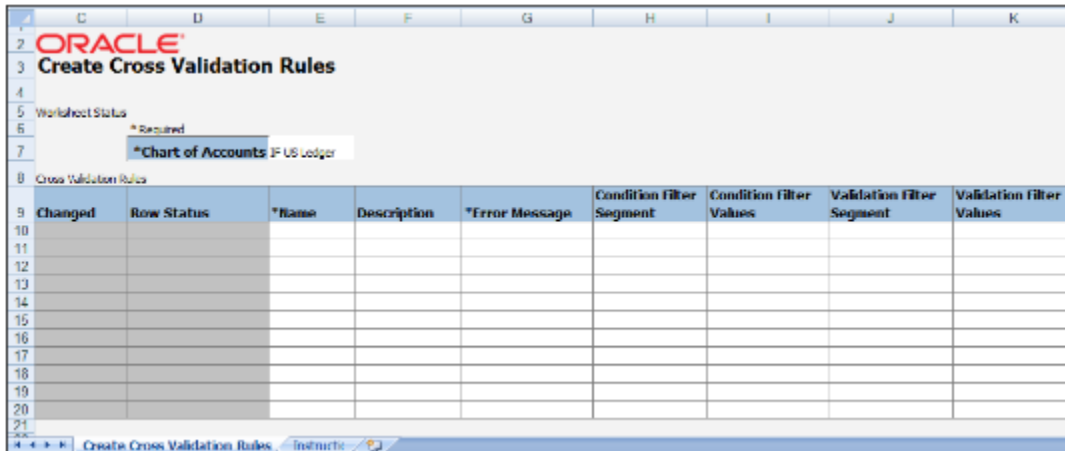 C D E F G H I J K
2 ORACLE
3 Create Cross Validation Rules
4
5 Worksheet Status
6 * Required
7 *Chart of Accounts IF US Ledger
8 Cross Validation Rules
9 Changed Row Status *Name Description *Error Message Condition Filter Segment Condition Filter Values Validation Filter Segment Validation Filter Values
10
11
12
13
14
15
16
17
18
19
20
21
Create Cross Validation Rules